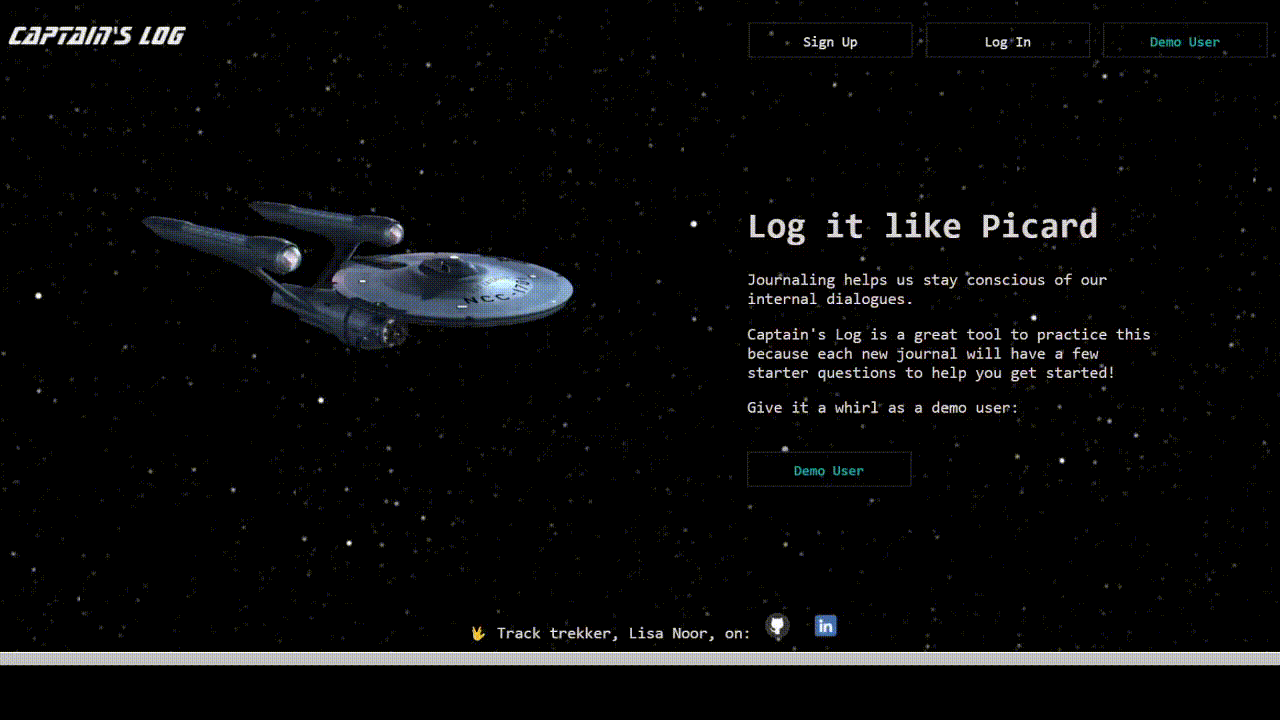 CAPTAIN'S LOG
Sign Up
Log In
Demo User
NCC-17
Log it like Picard
Journaling helps us stay conscious of our
internal dialogues.
Captain's Log is a great tool to practice this
because each new journal will have a few
starter questions to help you get started!
Give it a whirl as a demo user:
Demo User
🖖 Track trekker, Lisa Noor, on:
in